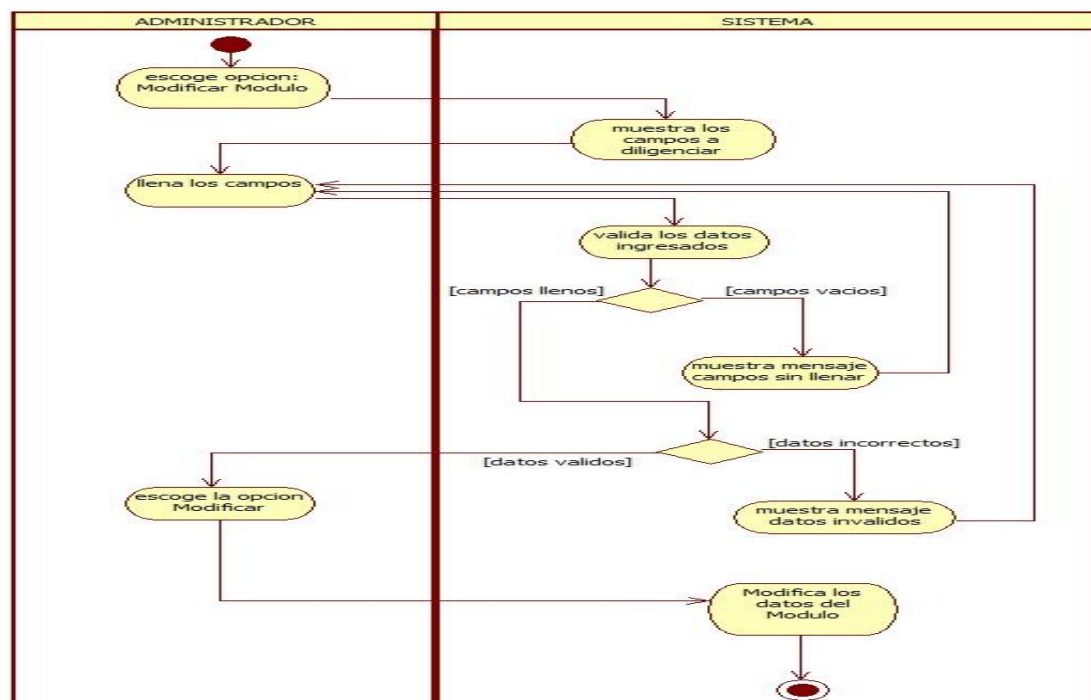 ADMINISTRADOR
SISTEMA
escoge opcion:
Modificar Modulo
muestra los
campos a
diligenciar
llena los campos
valida los datos
ingresados
[campos llenos]
[campos vacios]
muestra mensaje
campos sin llenar
[datos incorrectos]
[datos validos]
escoge la opcion
Modificar
muestra mensaje
datos invalidos
Modifica los
datos del
Modulo